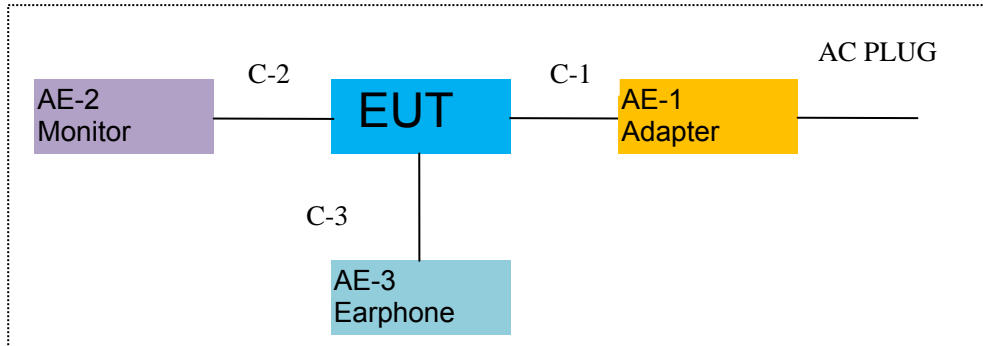 AC PLUG
C-2
C-1
AE-2
Monitor
EUT
AE-1
Adapter
C-3
AE-3
Earphone